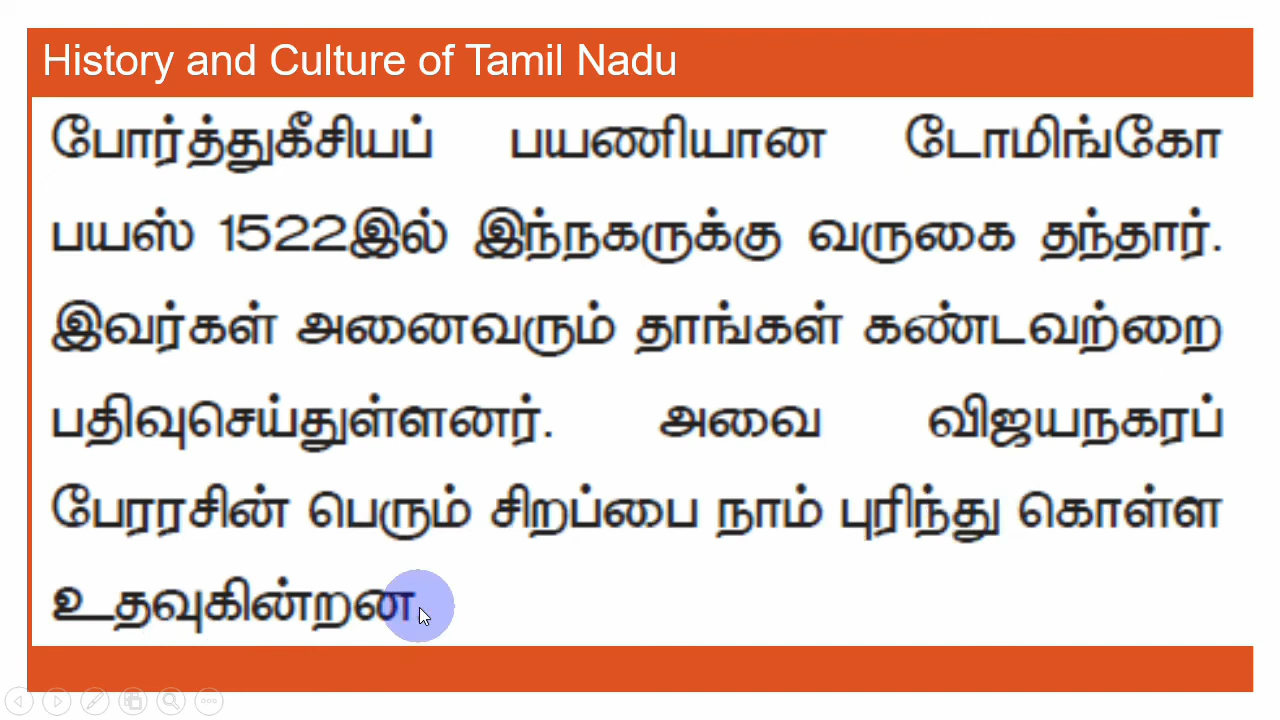 History and Culture of Tamil Nadu
போர்த்துகீசியப் பயணியான டோமிங்கோ
பயஸ் 1522இல் இந்நகருக்கு வருகை தந்தார்.
இவர்கள் அனைவரும் தாங்கள் கண்டவற்றை
பதிவுசெய்துள்ளனர். அவை விஜயநகரப்
பேரரசின் பெரும் சிறப்பை நாம் புரிந்து கொள்ள
உதவுகின்றன